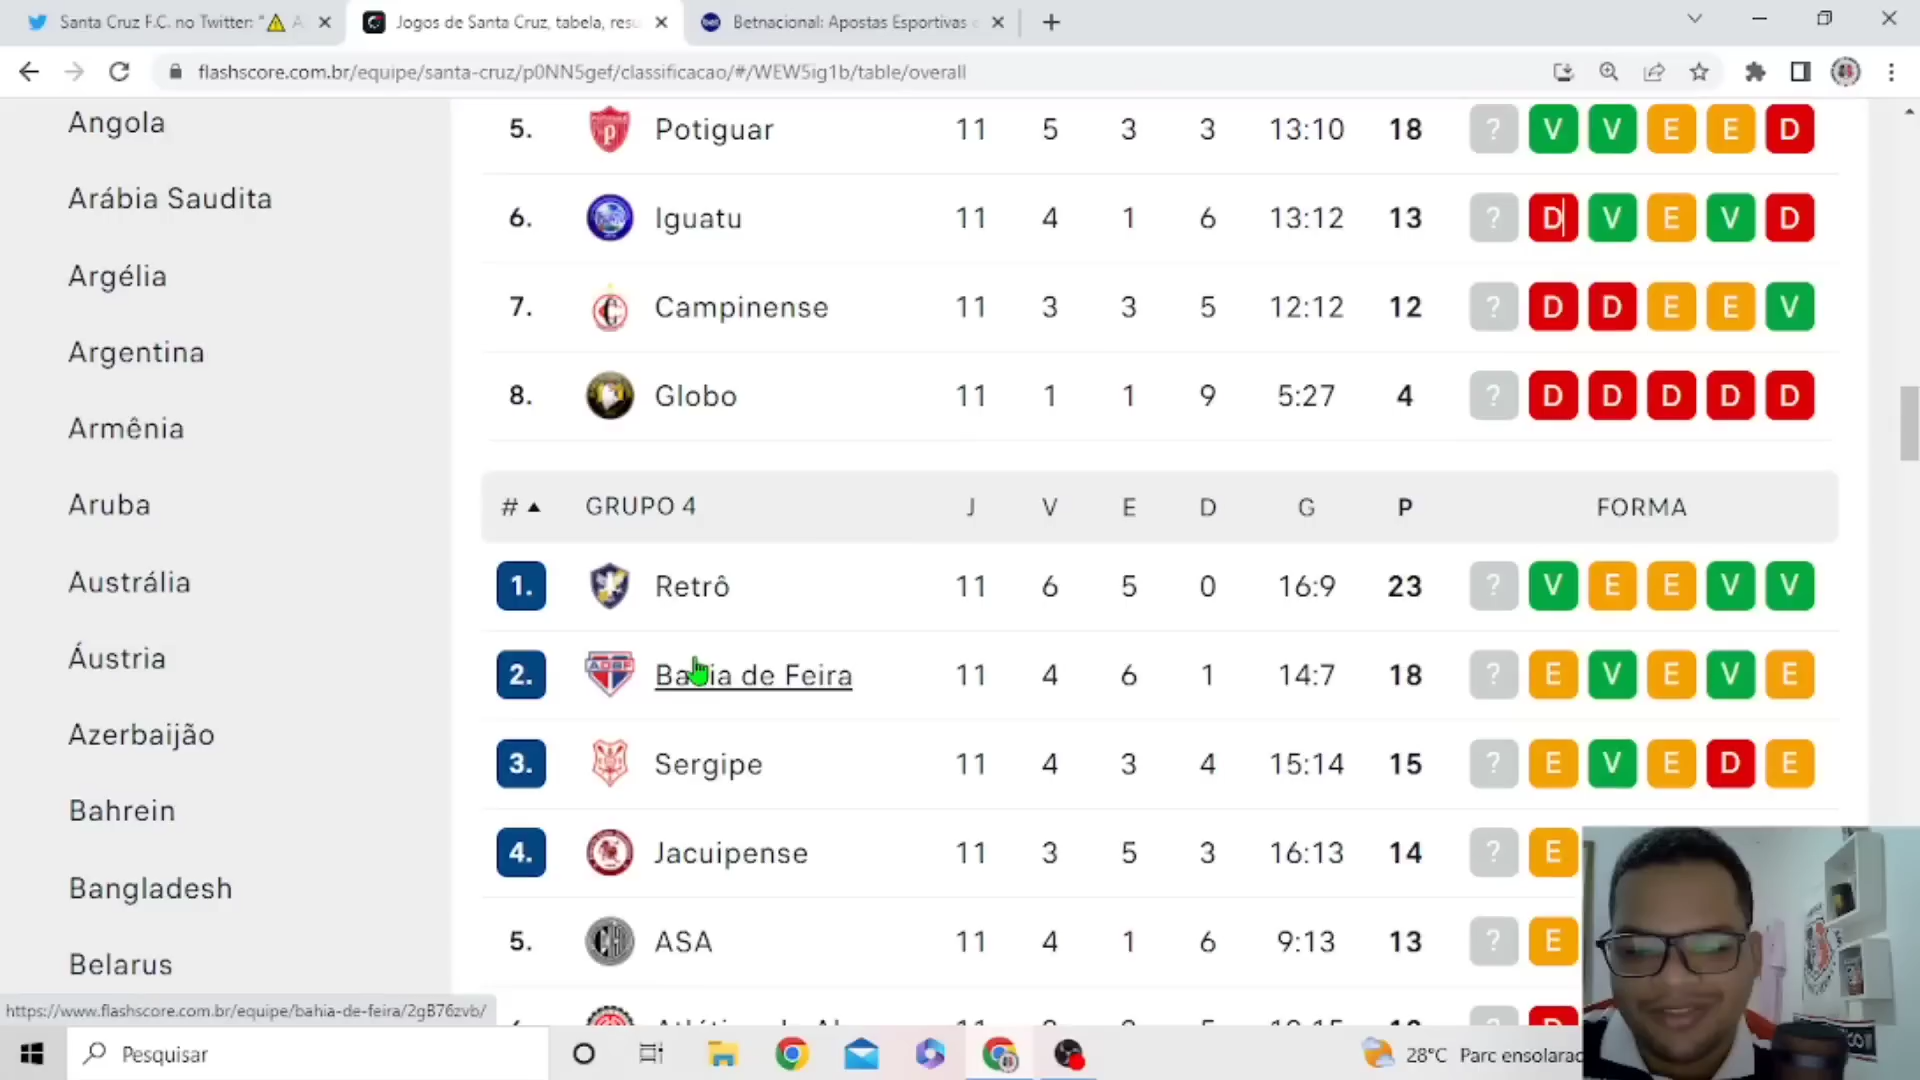 Santa Cruz F.C. no Twitter: "⚠ A
Jogos de Santa Cruz, tabela, resu
Betnacional: Apostas Esportivas e
flashscore.com.br/equipe/santa-cruz/p0NN5gef/classificacao/#/WEW5ig1b/table/overall
Angola
Arábia Saudita
Argélia
Argentina
Armênia
Aruba
Austrália
Áustria
Azerbaijão
Bahrein
Bangladesh
Belarus
5. Potiguar 11 5 3 3 13:10 18 ? V V E E D
6. Iguatu 11 4 1 6 13:12 13 ? D V E V D
7. Campinense 11 3 3 5 12:12 12 ? D D E E V
8. Globo 11 1 1 9 5:27 4 ? D D D D D
# GRUPO 4 J V E D G P FORMA
1. Retrô 11 6 5 0 16:9 23 ? V E E V V
2. Bahia de Feira 11 4 6 1 14:7 18 ? E V E V E
3. Sergipe 11 4 3 4 15:14 15 ? E V E D E
4. Jacuipense 11 3 5 3 16:13 14 ? E
5. ASA 11 4 1 6 9:13 13 ? E
https://www.flashscore.com.br/equipe/bahia-de-feira/2gB76zvb/
Pesquisar
28°C Parc ensolarad